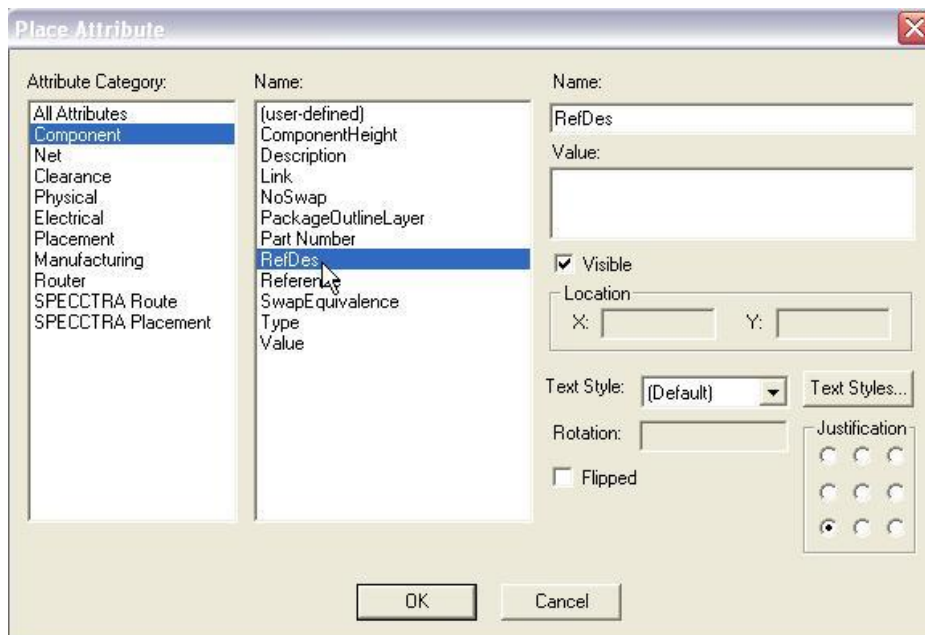 Place Attribute
Attribute Category:
All Attributes
Component
Net
Clearance
Physical
Electrical
Placement
Manufacturing
Router
SPECCTRA Route
SPECCTRA Placement
Name:
(user-defined)
ComponentHeight
Description
Link
NoSwap
PackageOutlineLayer
Part Number
RefDes
Reference
SwapEquivalence
Type
Value
Name:
RefDes
Value:
Visible
Location
X: Y:
Text Style: (Default) Text Styles...
Rotation:
Justification
Flipped
OK Cancel